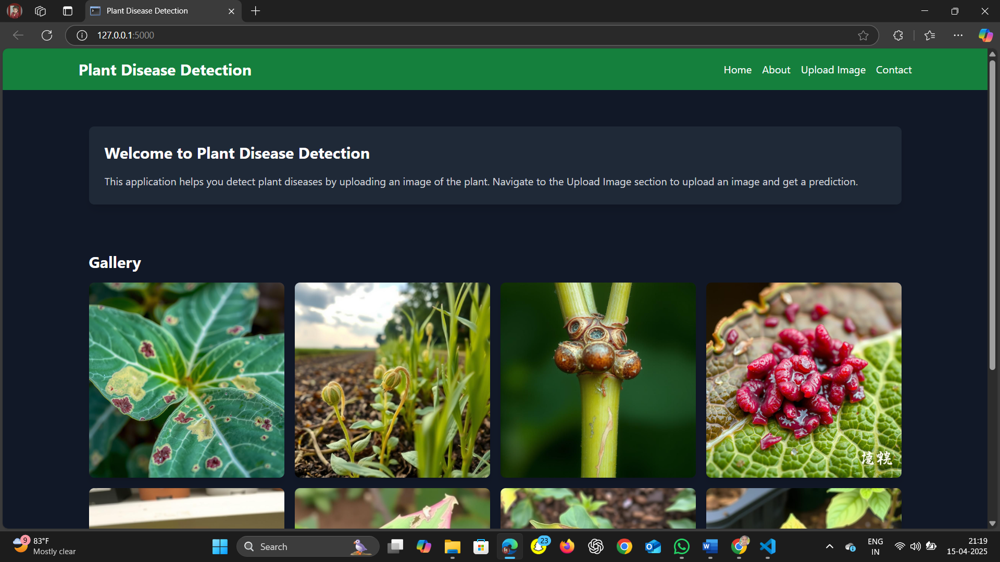 Plant Disease Detection
127.0.0.1:5000
Plant Disease Detection
Home About Upload Image Contact
Welcome to Plant Disease Detection
This application helps you detect plant diseases by uploading an image of the plant. Navigate to the Upload Image section to upload an image and get a prediction.
Gallery
9
83°F
Mostly clear
Search
23
ENG
IN
21:19
15-04-2025